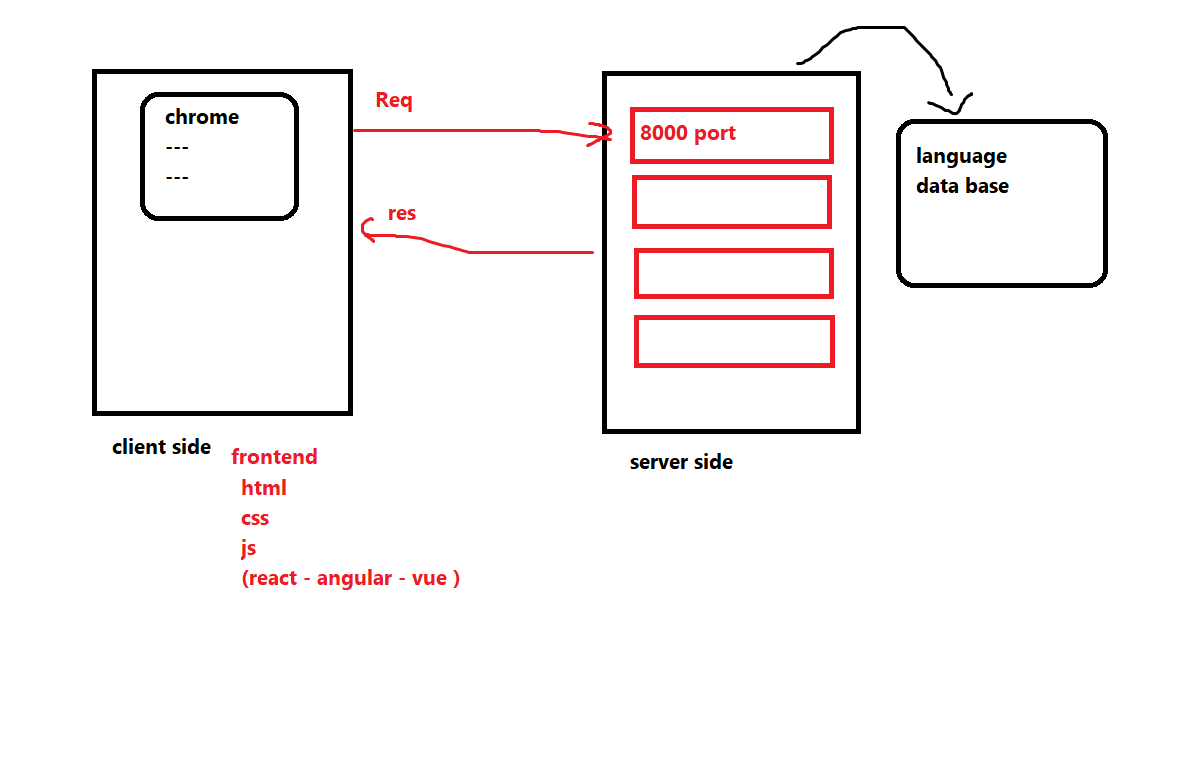 chrome
---
---
Req
res
8000 port
language
data base
client side
frontend
html
css
js
(react - angular - vue )
server side